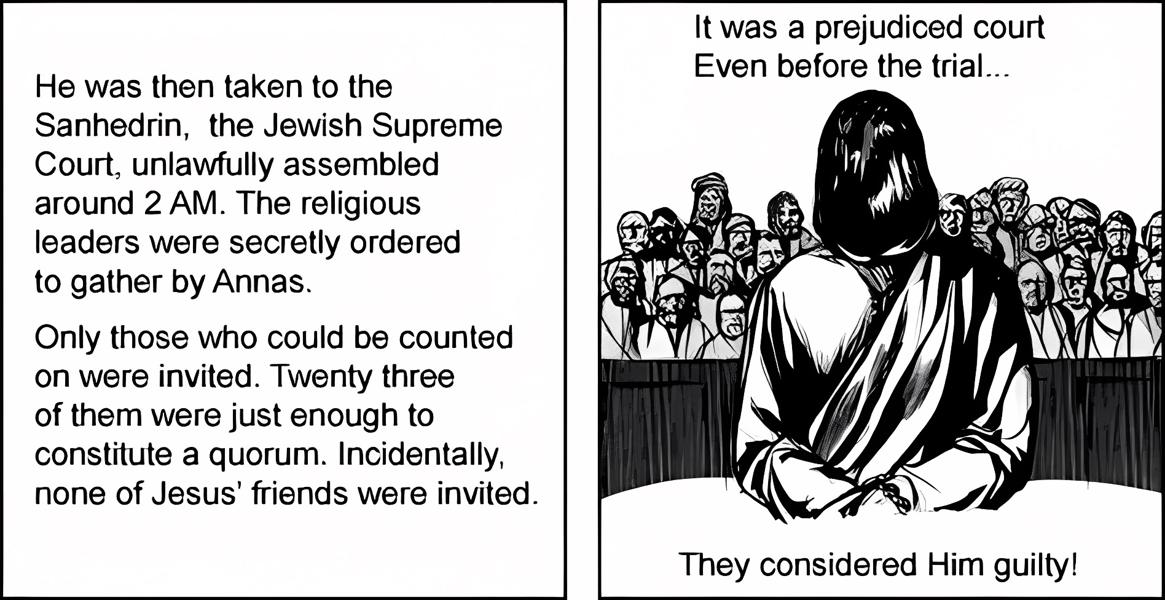 He was then taken to the
Sanhedrin, the Jewish Supreme
Court, unlawfully assembled
around 2 AM. The religious
leaders were secretly ordered
to gather by Annas.
Only those who could be counted
on were invited. Twenty three
of them were just enough to
constitute a quorum. Incidentally,
none of Jesus' friends were invited.
It was a prejudiced court
Even before the trial...
They considered Him guilty!